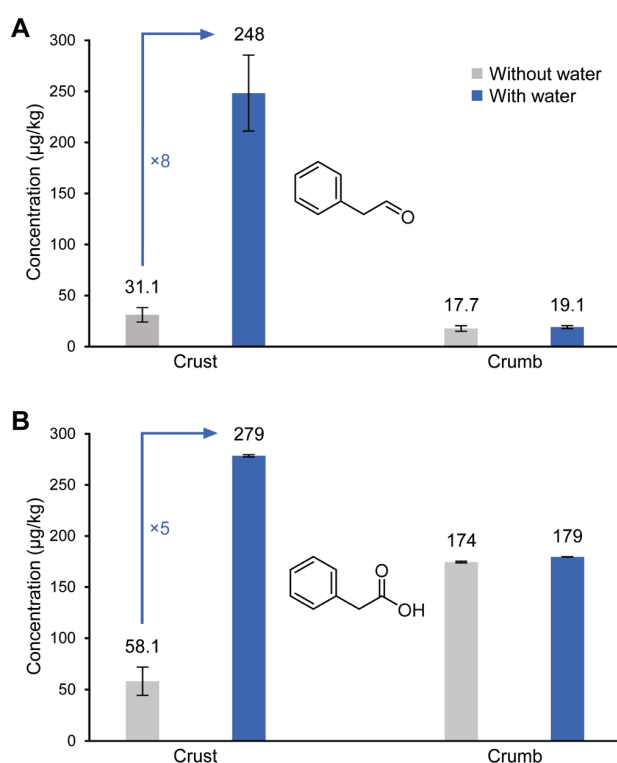 A
300
250
200
150
100
50
0
Concentration (µg/kg)
×8
31.1
248
17.7
19.1
Without water
With water
O
Crust
Crumb
B
300
250
200
150
100
50
0
Concentration (µg/kg)
×5
58.1
279
174
179
O
OH
Crust
Crumb